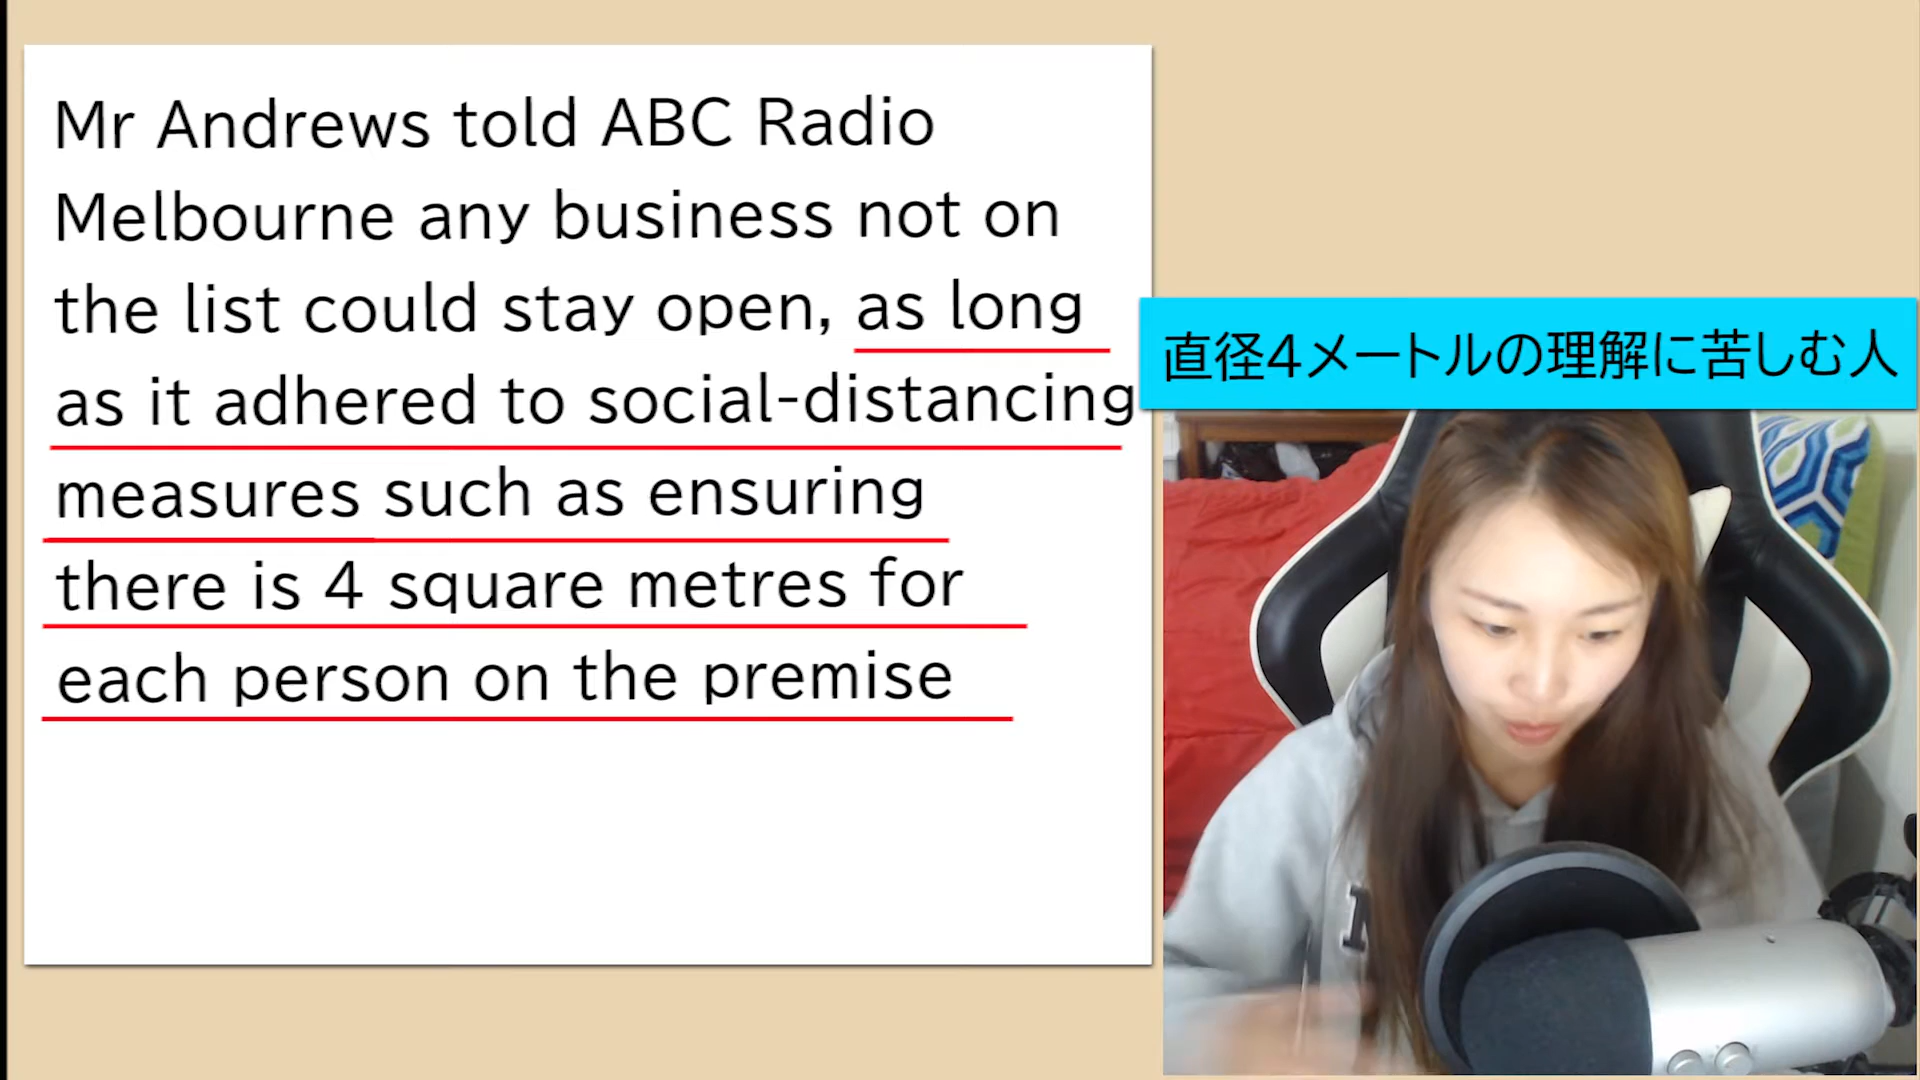 Mr Andrews told ABC Radio
Melbourne any business not on
the list could stay open, as long
as it adhered to social-distancing
measures such as ensuring
there is 4 square metres for
each person on the premise
直径4メートルの理解に苦しむ人